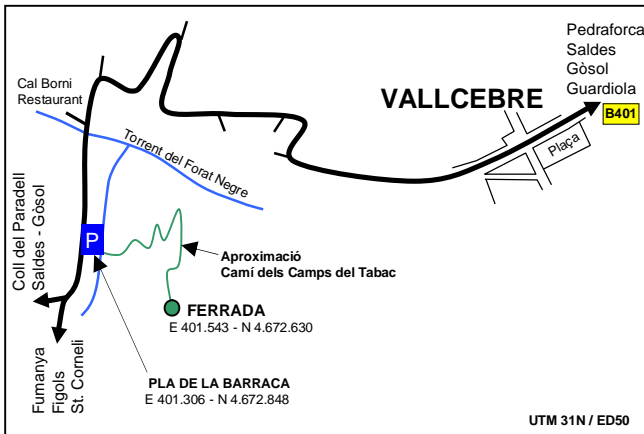 Pedraforca
Saldes
Gòsol
Guardiola
B401
VALLCEBRE
Plaça
Cal Borni
Restaurant
Torrent del Forat Negre
P
Coll del Paradell
Saldes - Gòsol
Aproximació
Camí dels Camps del Tabac
FERRADA
E 401.543 - N 4.672.630
Fumanya
Figols
St. Corneli
PLA DE LA BARRACA
E 401.306 - N 4.672.848
UTM 31N / ED50